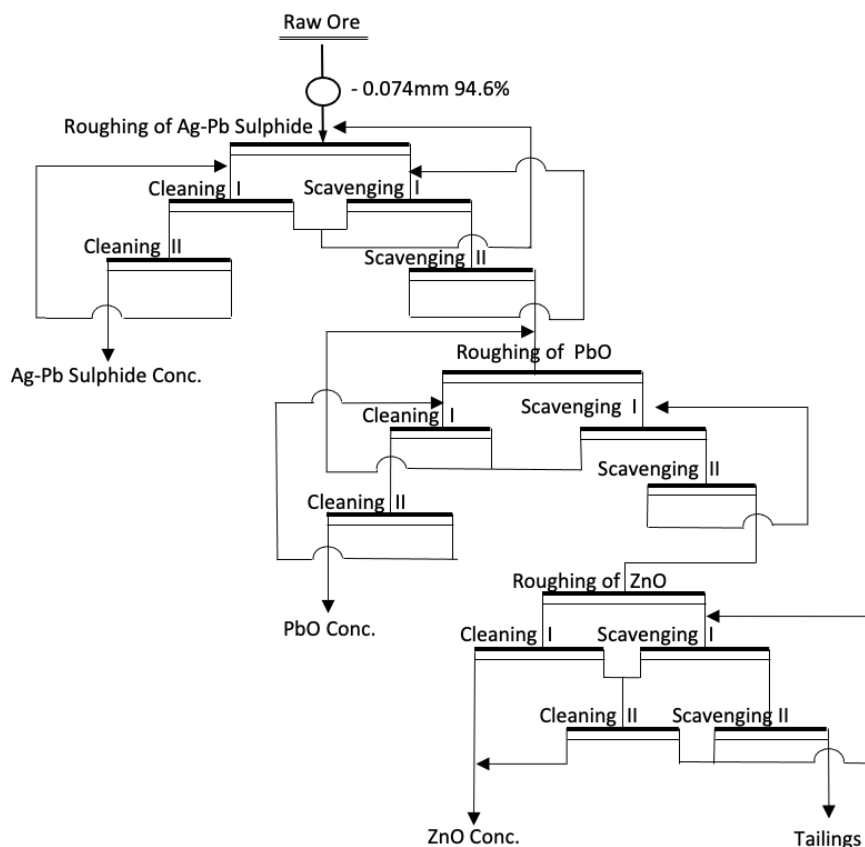 Raw Ore
- 0.074mm 94.6%
Roughing of Ag-Pb Sulphide
Cleaning I
Scavenging I
Cleaning II
Scavenging II
Ag-Pb Sulphide Conc.
Roughing of PbO
Cleaning I
Scavenging I
Scavenging II
Cleaning II
Roughing of ZnO
PbO Conc.
Cleaning I
Scavenging I
Cleaning II
Scavenging II
ZnO Conc.
Tailings